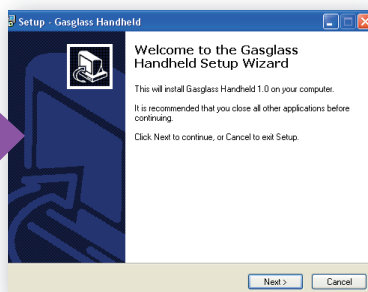 Setup - Gasglass Handheld
Welcome to the Gasglass
Handheld Setup Wizard
This will install Gasglass Handheld 1.0 on your computer.
It is recommended that you close all other applications before
continuing.
Click Next to continue, or Cancel to exit Setup.
Next >
Cancel